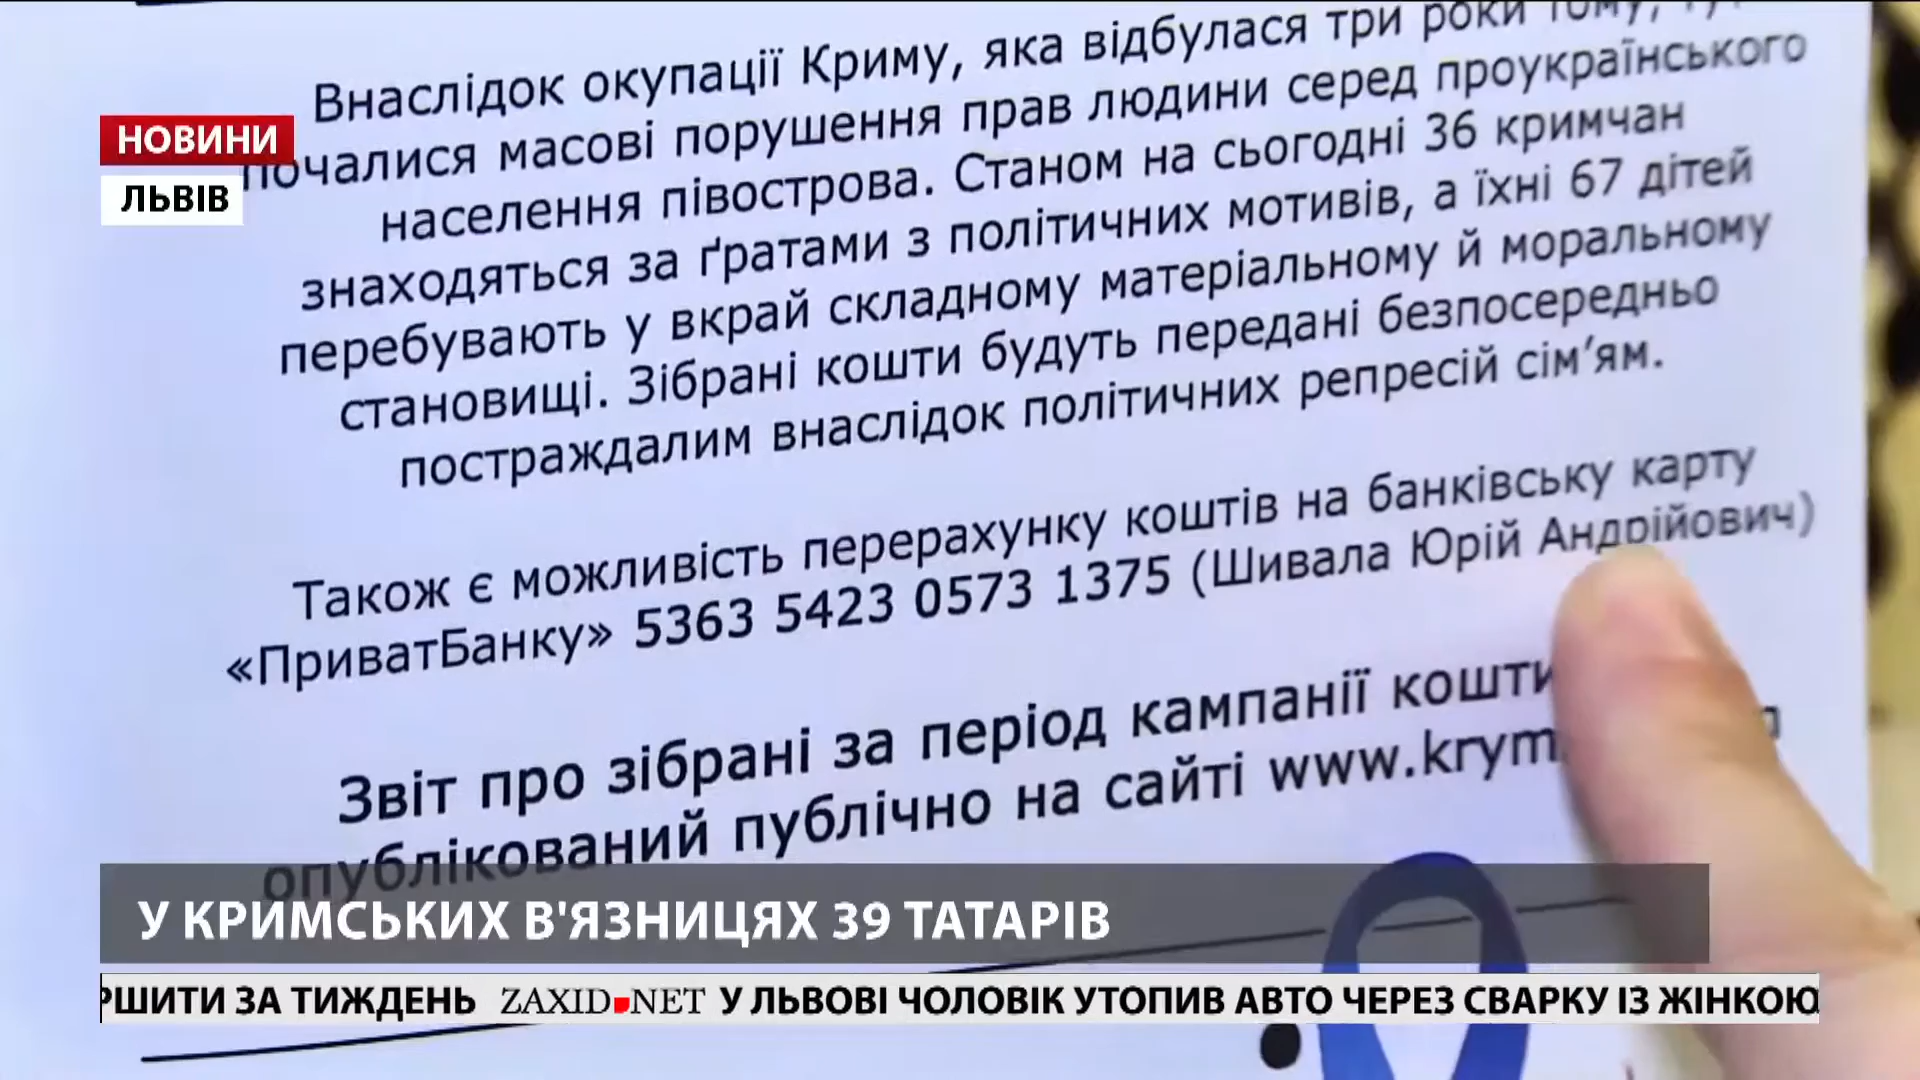 Внаслідок окупації Криму, яка відбулася три роки тому,
почалися масові порушення прав людини серед проукраїнського
населення півострова. Станом на сьогодні 36 кримчан
знаходяться за ґратами з політичних мотивів, а їхні 67 дітей
перебувають у вкрай складному матеріальному й моральному
становищі. Зібрані кошти будуть передані безпосередньо
постраждалим внаслідок політичних репресій сім’ям.
Також є можливість перерахунку коштів на банківську карту
«ПриватБанку» 5363 5423 0573 1375 (Шивала Юрій Андрійович)
Звіт про зібрані за період кампанії кошти
опублікований публічно на сайті www.krym
НОВИНИ
ЛЬВІВ
У КРИМСЬКИХ В'ЯЗНИЦЯХ 39 ТАТАРІВ
РШИТИ ЗА ТИЖДЕНЬ ZAXID.NET У ЛЬВОВІ ЧОЛОВІК УТОПИВ АВТО ЧЕРЕЗ СВАРКУ ІЗ ЖІНКОЮ